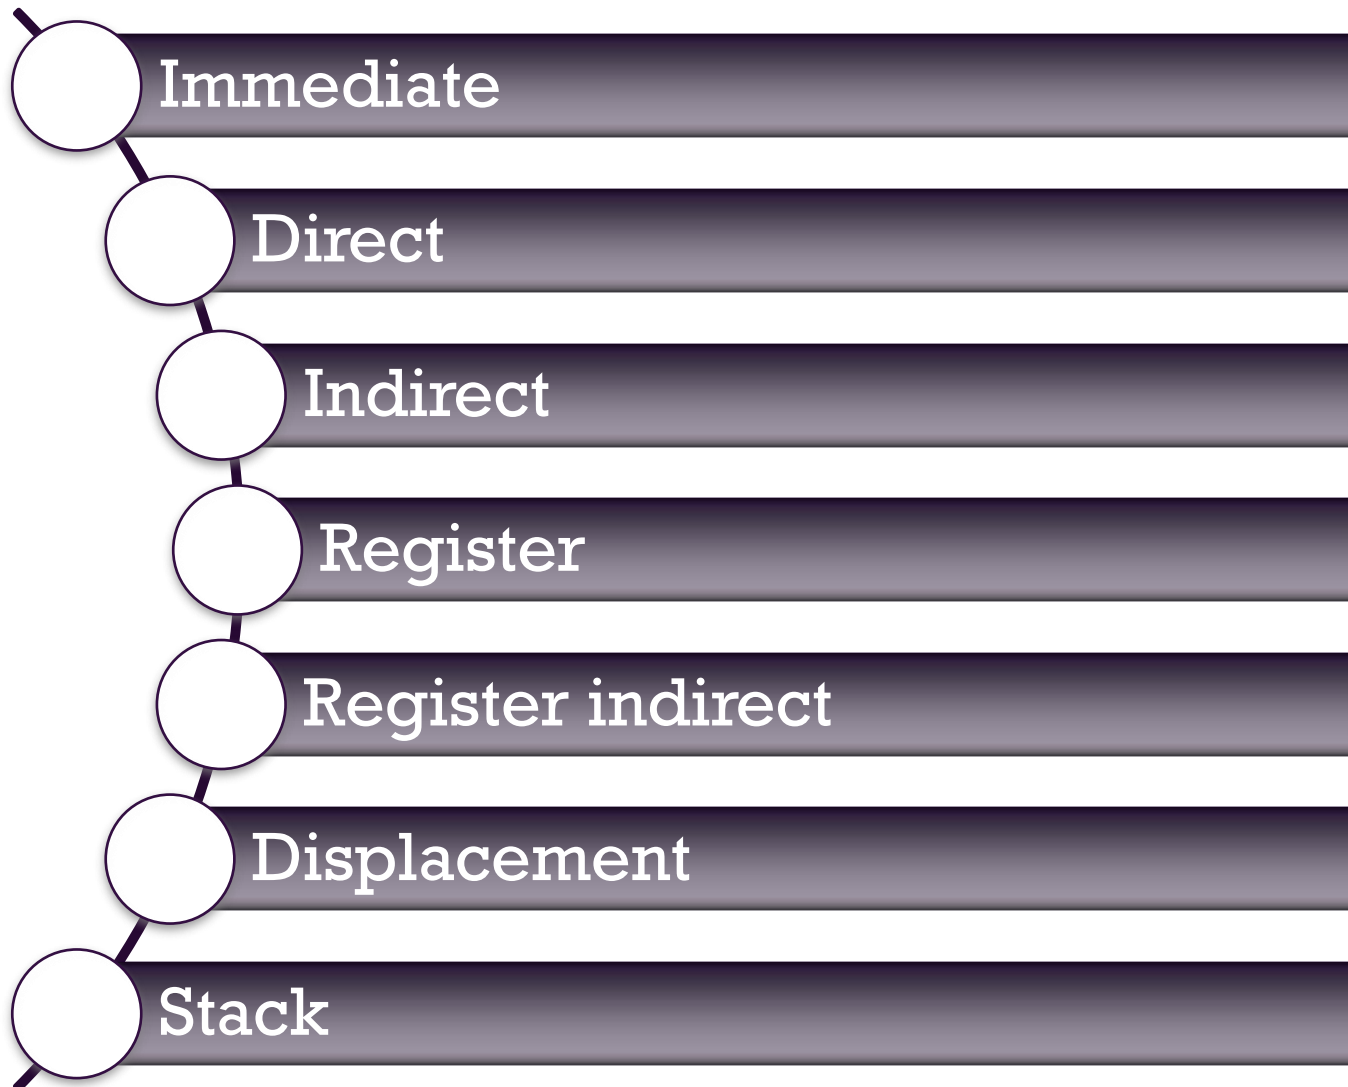 Immediate
Direct
Indirect
Register
Register indirect
Displacement
Stack